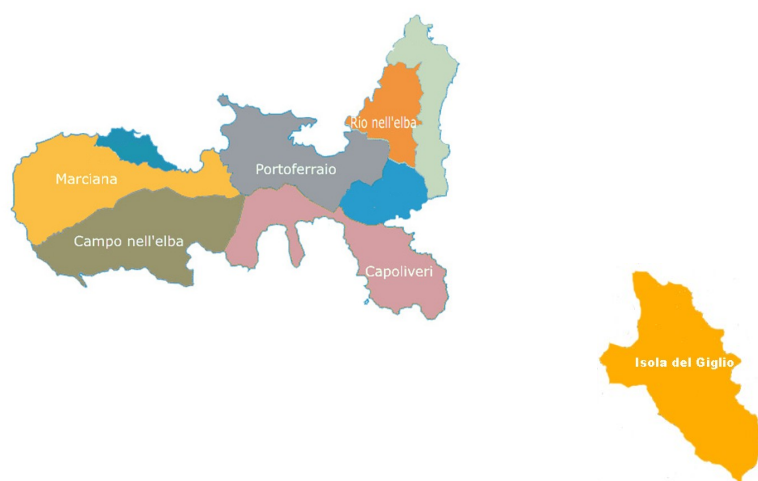 Rio nell'elba
Portoferraio
Marciana
Campo nell'elba
Capoliveri
Isola del Giglio